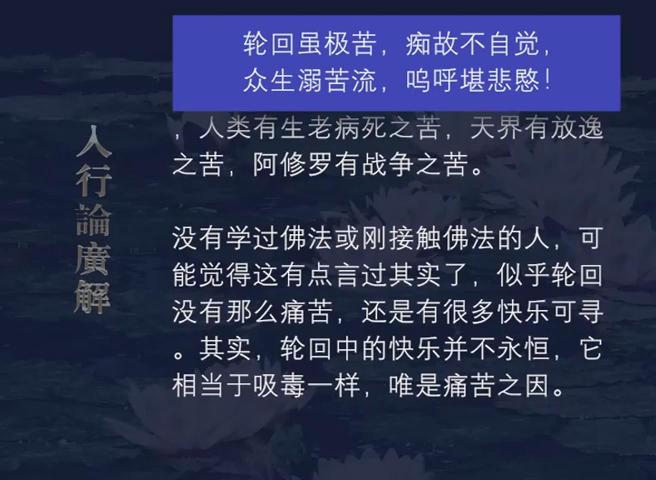 轮回虽极苦，痴故不自觉，
众生溺苦流，呜呼堪悲愍！
，人类有生老病死之苦，天界有放逸
之苦，阿修罗有战争之苦。
没有学过佛法或刚接触佛法的人，可
能觉得这有点言过其实了，似乎轮回
没有那么痛苦，还是有很多快乐可寻
。其实，轮回中的快乐并不永恒，它
相当于吸毒一样，唯是痛苦之因。
入行論廣解